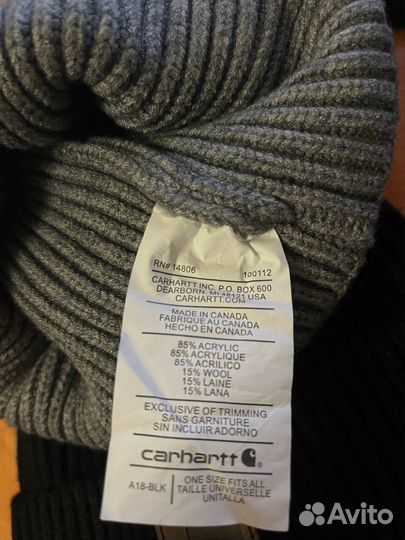 RN# 14806 100112
CARHARTT INC. P.O. BOX 600
DEARBORN, MI 48121 USA
CARHARTT.COM
MADE IN CANADA
FABRIQUE AU CANADA
HECHO EN CANADA
85% ACRYLIC
85% ACRYLIQUE
85% ACRILICO
15% WOOL
15% LAINE
15% LANA
EXCLUSIVE OF TRIMMING
SANS GARNITURE
SIN INCLUIR ADORNO
carhartt
A18-BLK
ONE SIZE FITS ALL
TAILLE UNIVERSELLE
UNITALLA
Avito